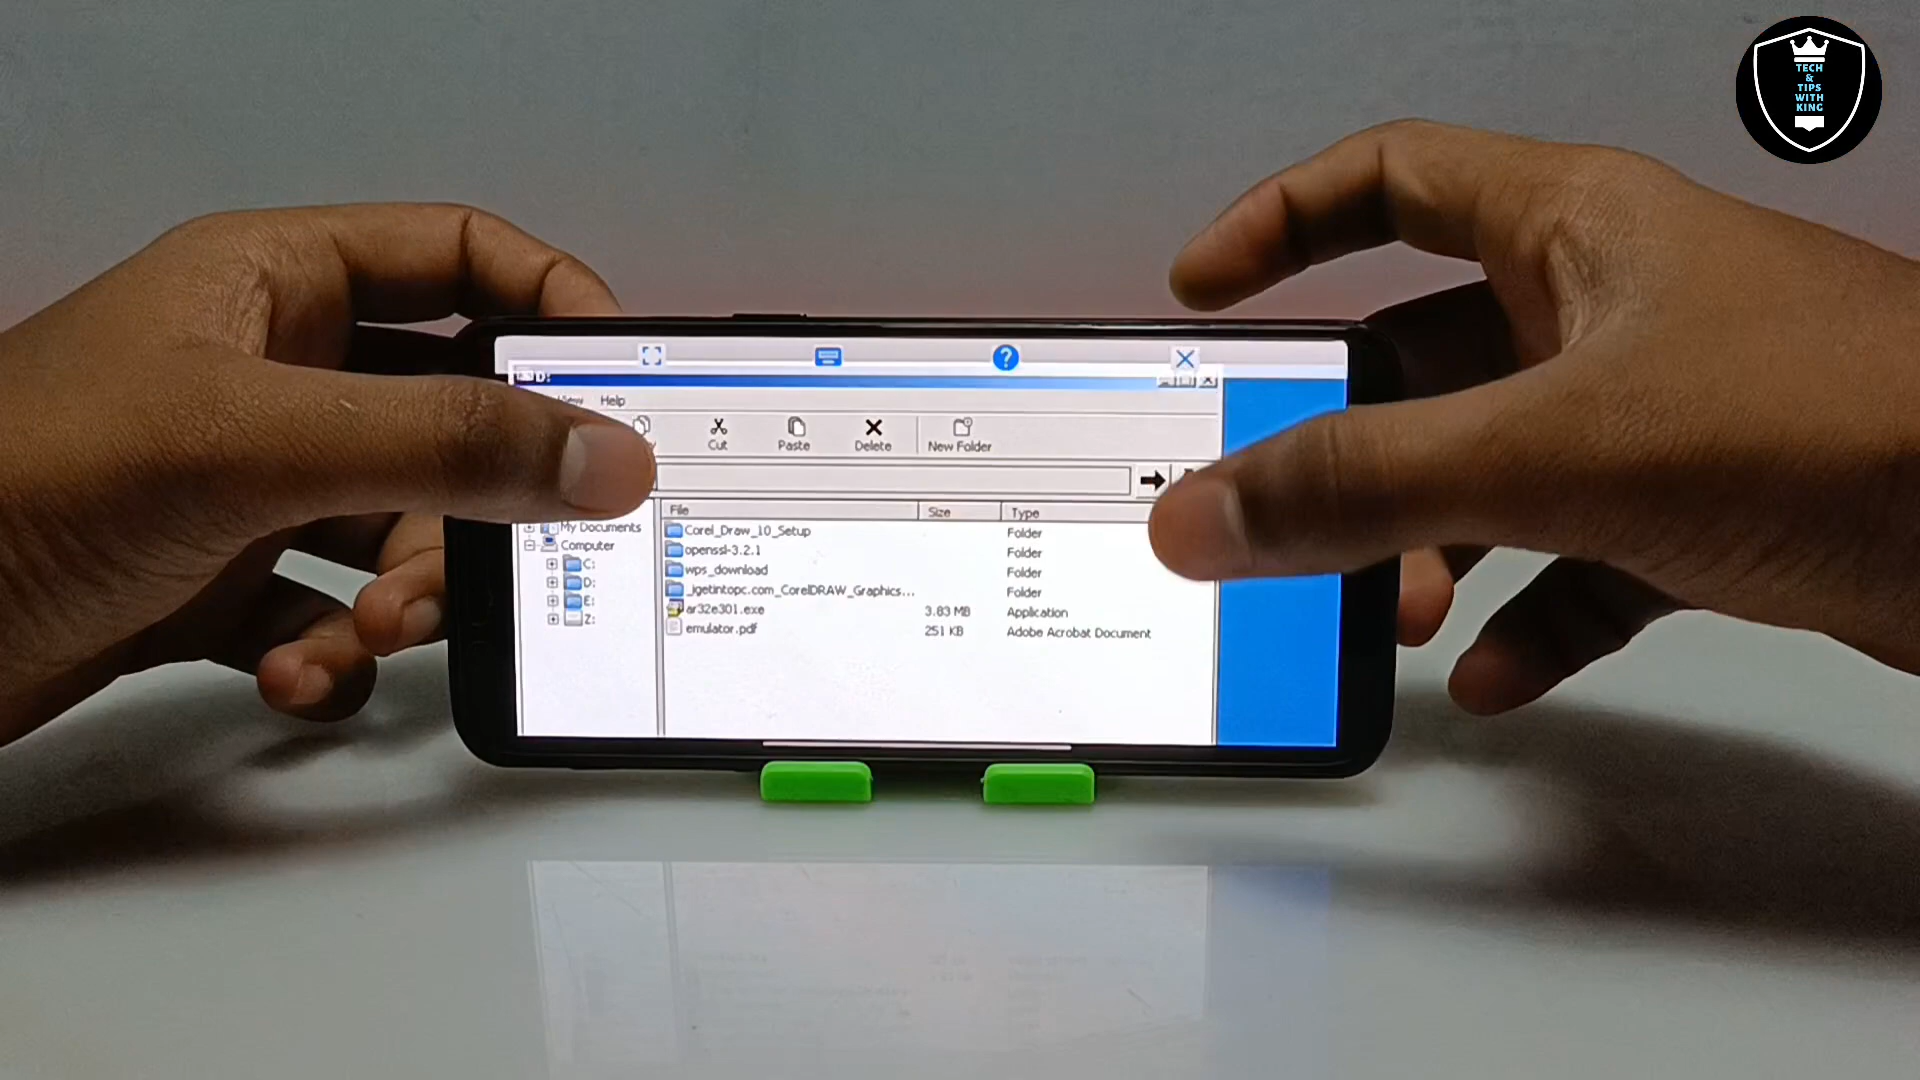 TECH
&
TIPS
WITH
KING
D:
View Help
Cut Paste Delete New Folder
File Size Type
My Documents
Computer
C:
D:
E:
Z:
Corel_Draw_10_Setup Folder
openssl-3.2.1 Folder
wps_download Folder
_igetintopc.com_CorelDRAW_Graphics... Folder
ar32e301.exe 3.83 MB Application
emulator.pdf 251 KB Adobe Acrobat Document